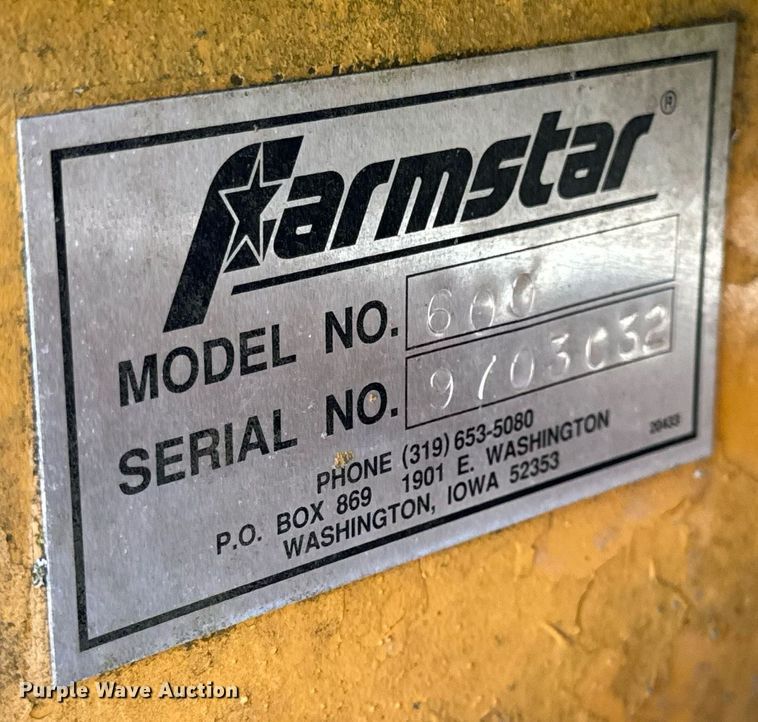 Farmstar®
MODEL NO. 600
SERIAL NO. 9703032
PHONE (319) 653-5080
P.O. BOX 869 1901 E. WASHINGTON
WASHINGTON, IOWA 52353
20433
Purple Wave Auction